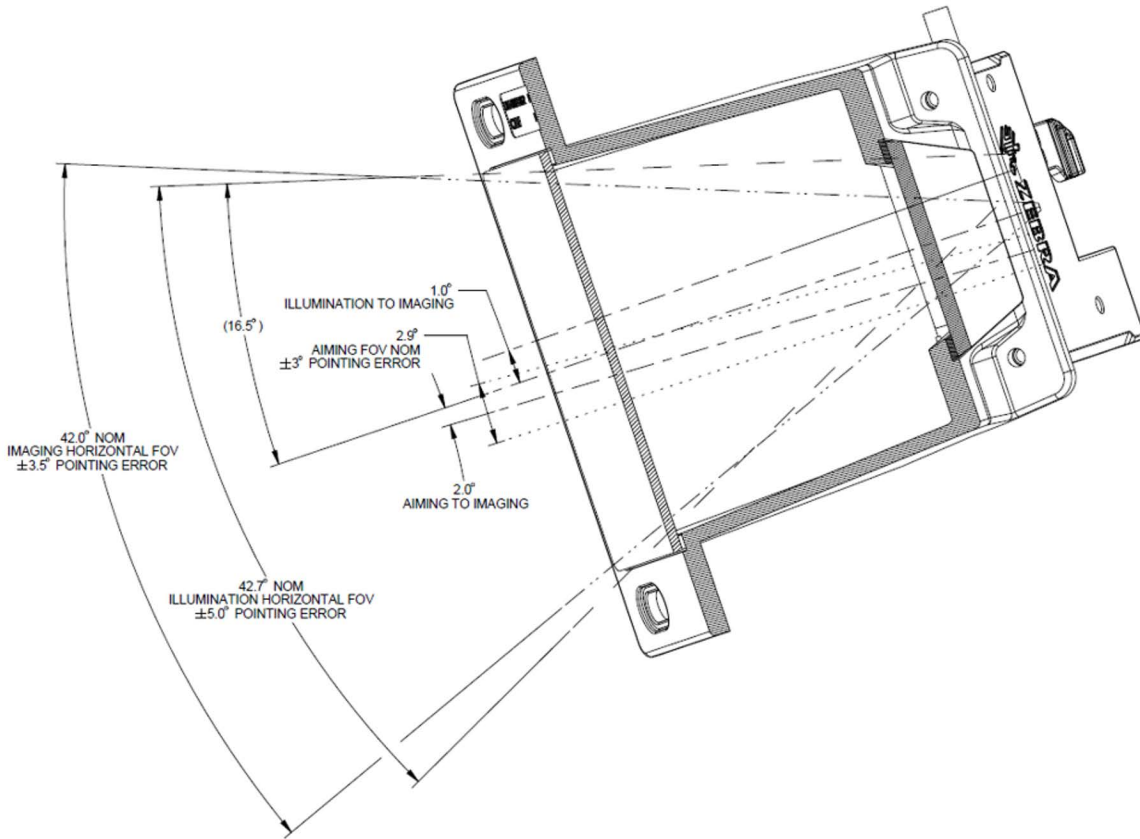 1.0°
ILLUMINATION TO IMAGING
(16.5°)
2.9°
AIMING FOV NOM
±3° POINTING ERROR
42.0° NOM
IMAGING HORIZONTAL FOV
±3.5° POINTING ERROR
2.0°
AIMING TO IMAGING
42.7° NOM
ILLUMINATION HORIZONTAL FOV
±5.0° POINTING ERROR
ZEBRA